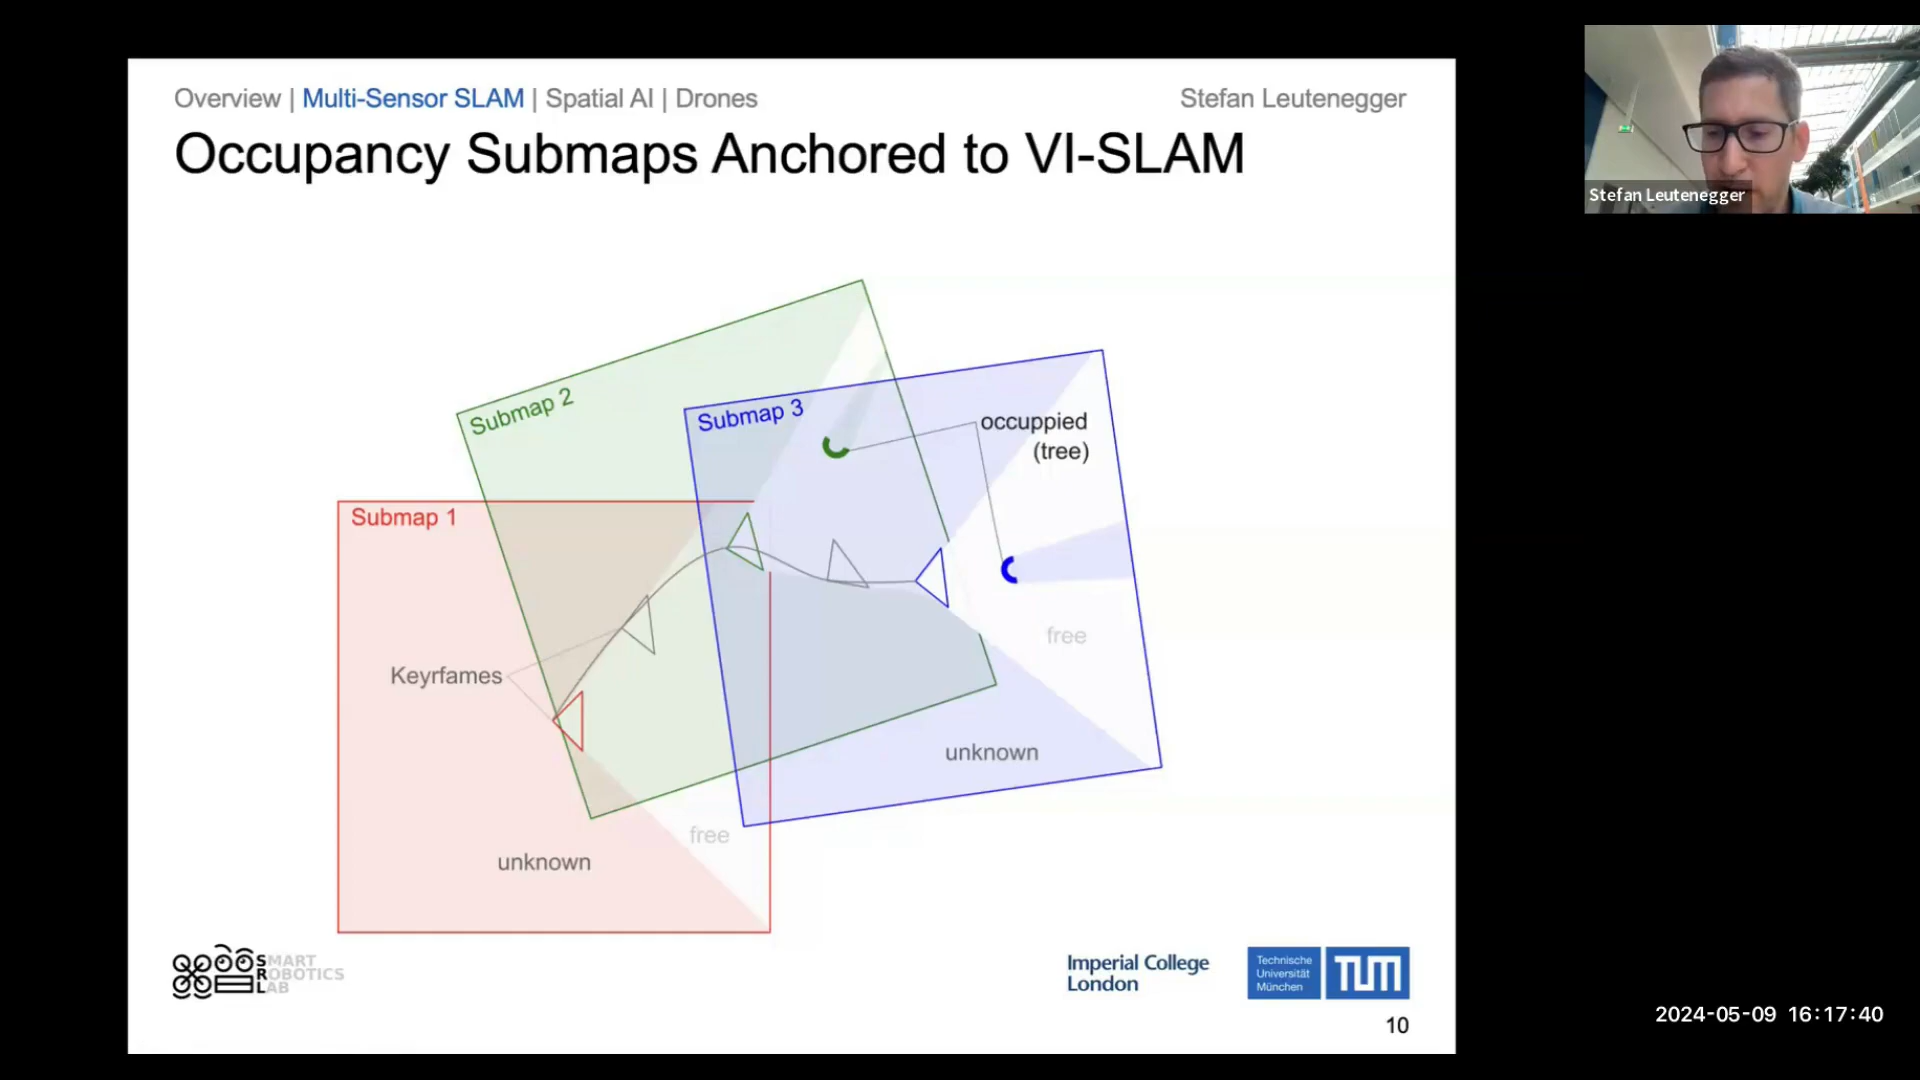 Overview | Multi-Sensor SLAM | Spatial AI | Drones
Stefan Leutenegger
Occupancy Submaps Anchored to VI-SLAM
Stefan Leutenegger
Submap 2
Submap 3
occuppied
(tree)
Submap 1
free
Keyrfames
unknown
free
unknown
SMART
ROBOTICS
LAB
Imperial College
London
Technische
Universität
München
TUM
10
2024-05-09 16:17:40